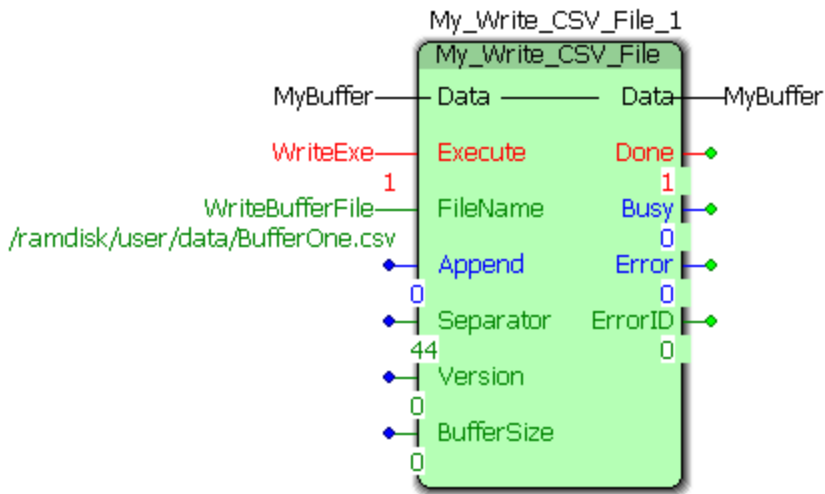 My_Write_CSV_File_1
My_Write_CSV_File
MyBuffer Data Data MyBuffer
WriteExe Execute Done
1 1
WriteBufferFile FileName Busy
/ramdisk/user/data/BufferOne.csv 0
Append Error
0 0
Separator ErrorID
44 0
Version
0
BufferSize
0